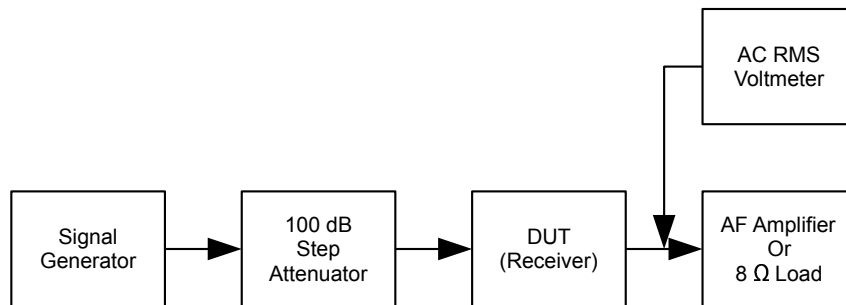 AC RMS
Voltmeter
Signal
Generator
100 dB
Step
Attenuator
DUT
(Receiver)
AF Amplifier
Or
8 Ω Load